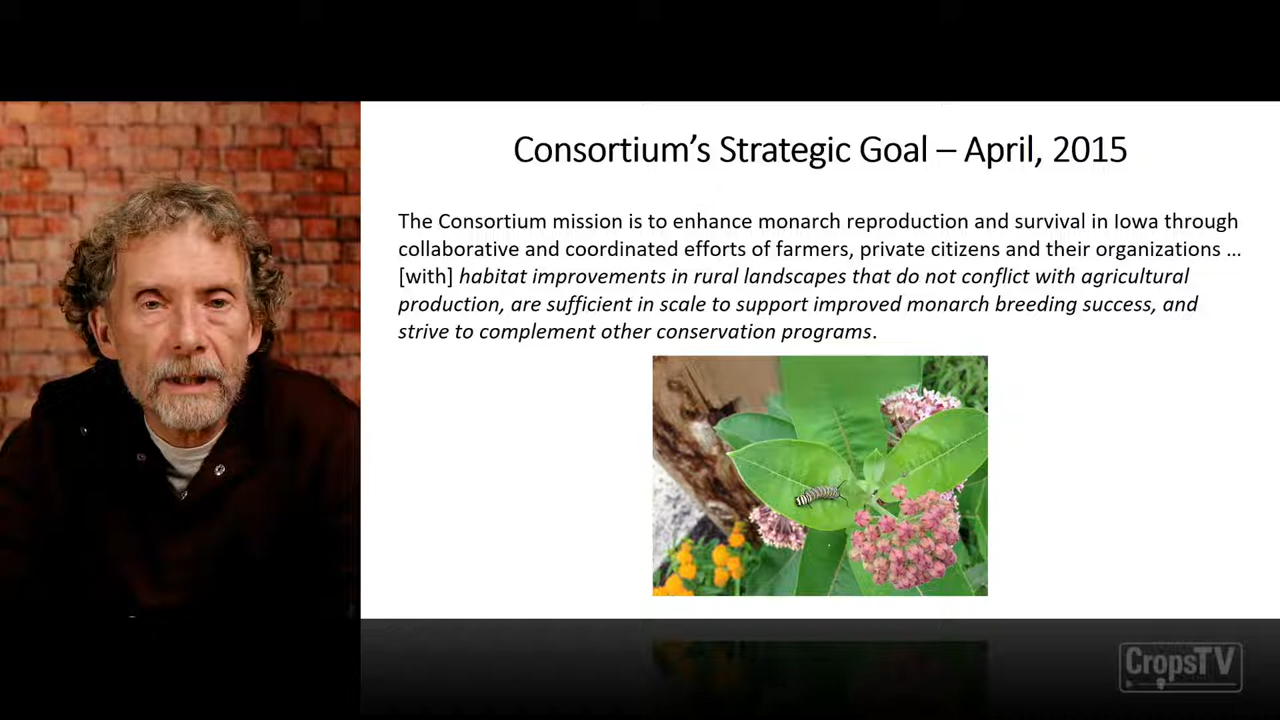 Consortium's Strategic Goal – April, 2015
The Consortium mission is to enhance monarch reproduction and survival in Iowa through
collaborative and coordinated efforts of farmers, private citizens and their organizations ...
[with] habitat improvements in rural landscapes that do not conflict with agricultural
production, are sufficient in scale to support improved monarch breeding success, and
strive to complement other conservation programs.
CropsTV